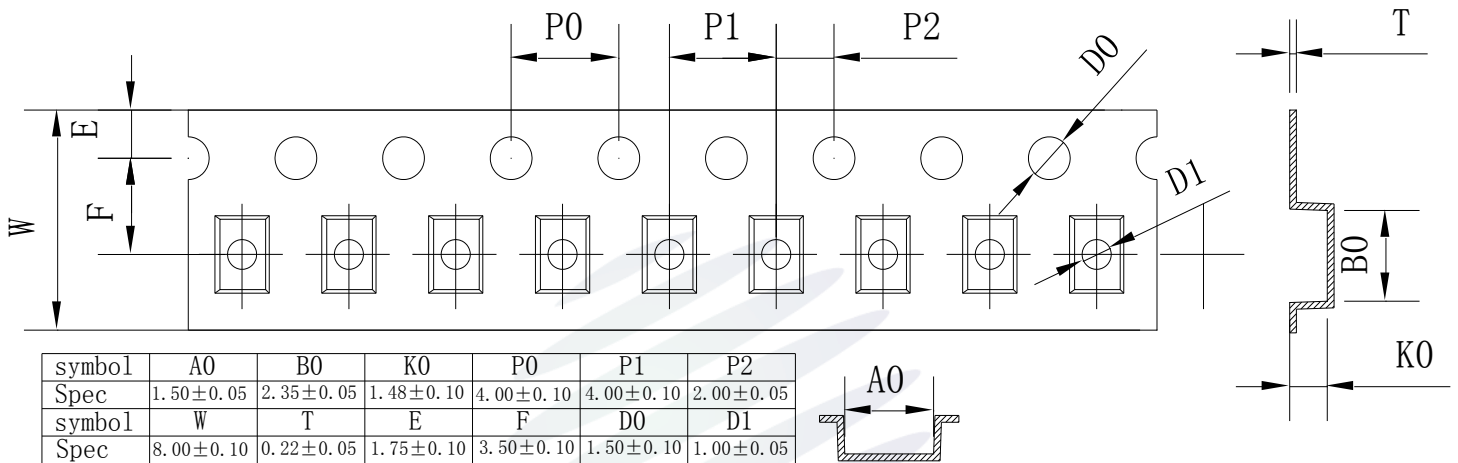 P0 P1 P2 D0 T
E
F
W
D1
B0
K0
A0
symbol A0 B0 K0 P0 P1 P2
Spec 1.50±0.05 2.35±0.05 1.48±0.10 4.00±0.10 4.00±0.10 2.00±0.05
symbol W T E F D0 D1
Spec 8.00±0.10 0.22±0.05 1.75±0.10 3.50±0.10 1.50±0.10 1.00±0.05